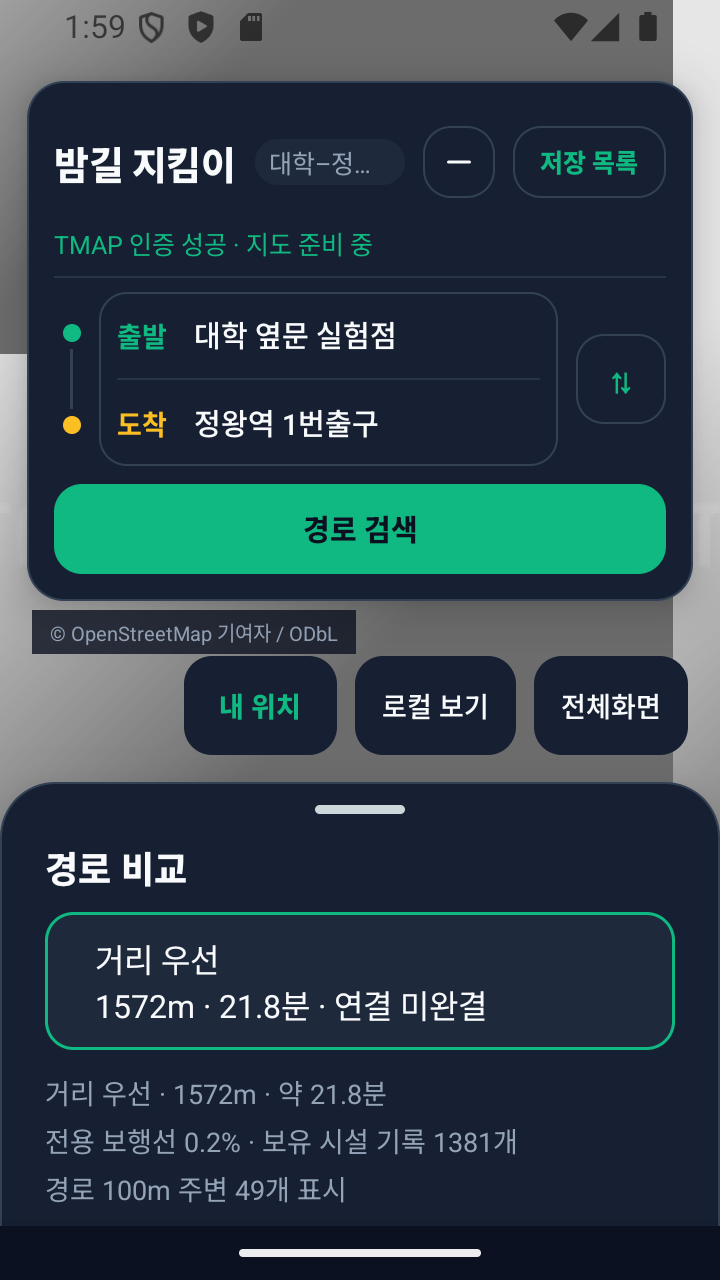 1:59
밤길 지킴이
대학–정…
—
저장 목록
TMAP 인증 성공 · 지도 준비 중
출발 대학 옆문 실험점
도착 정왕역 1번출구
⇅
경로 검색
© OpenStreetMap 기여자 / ODbL
내 위치
로컬 보기
전체화면
경로 비교
거리 우선
1572m · 21.8분 · 연결 미완결
거리 우선 · 1572m · 약 21.8분
전용 보행선 0.2% · 보유 시설 기록 1381개
경로 100m 주변 49개 표시